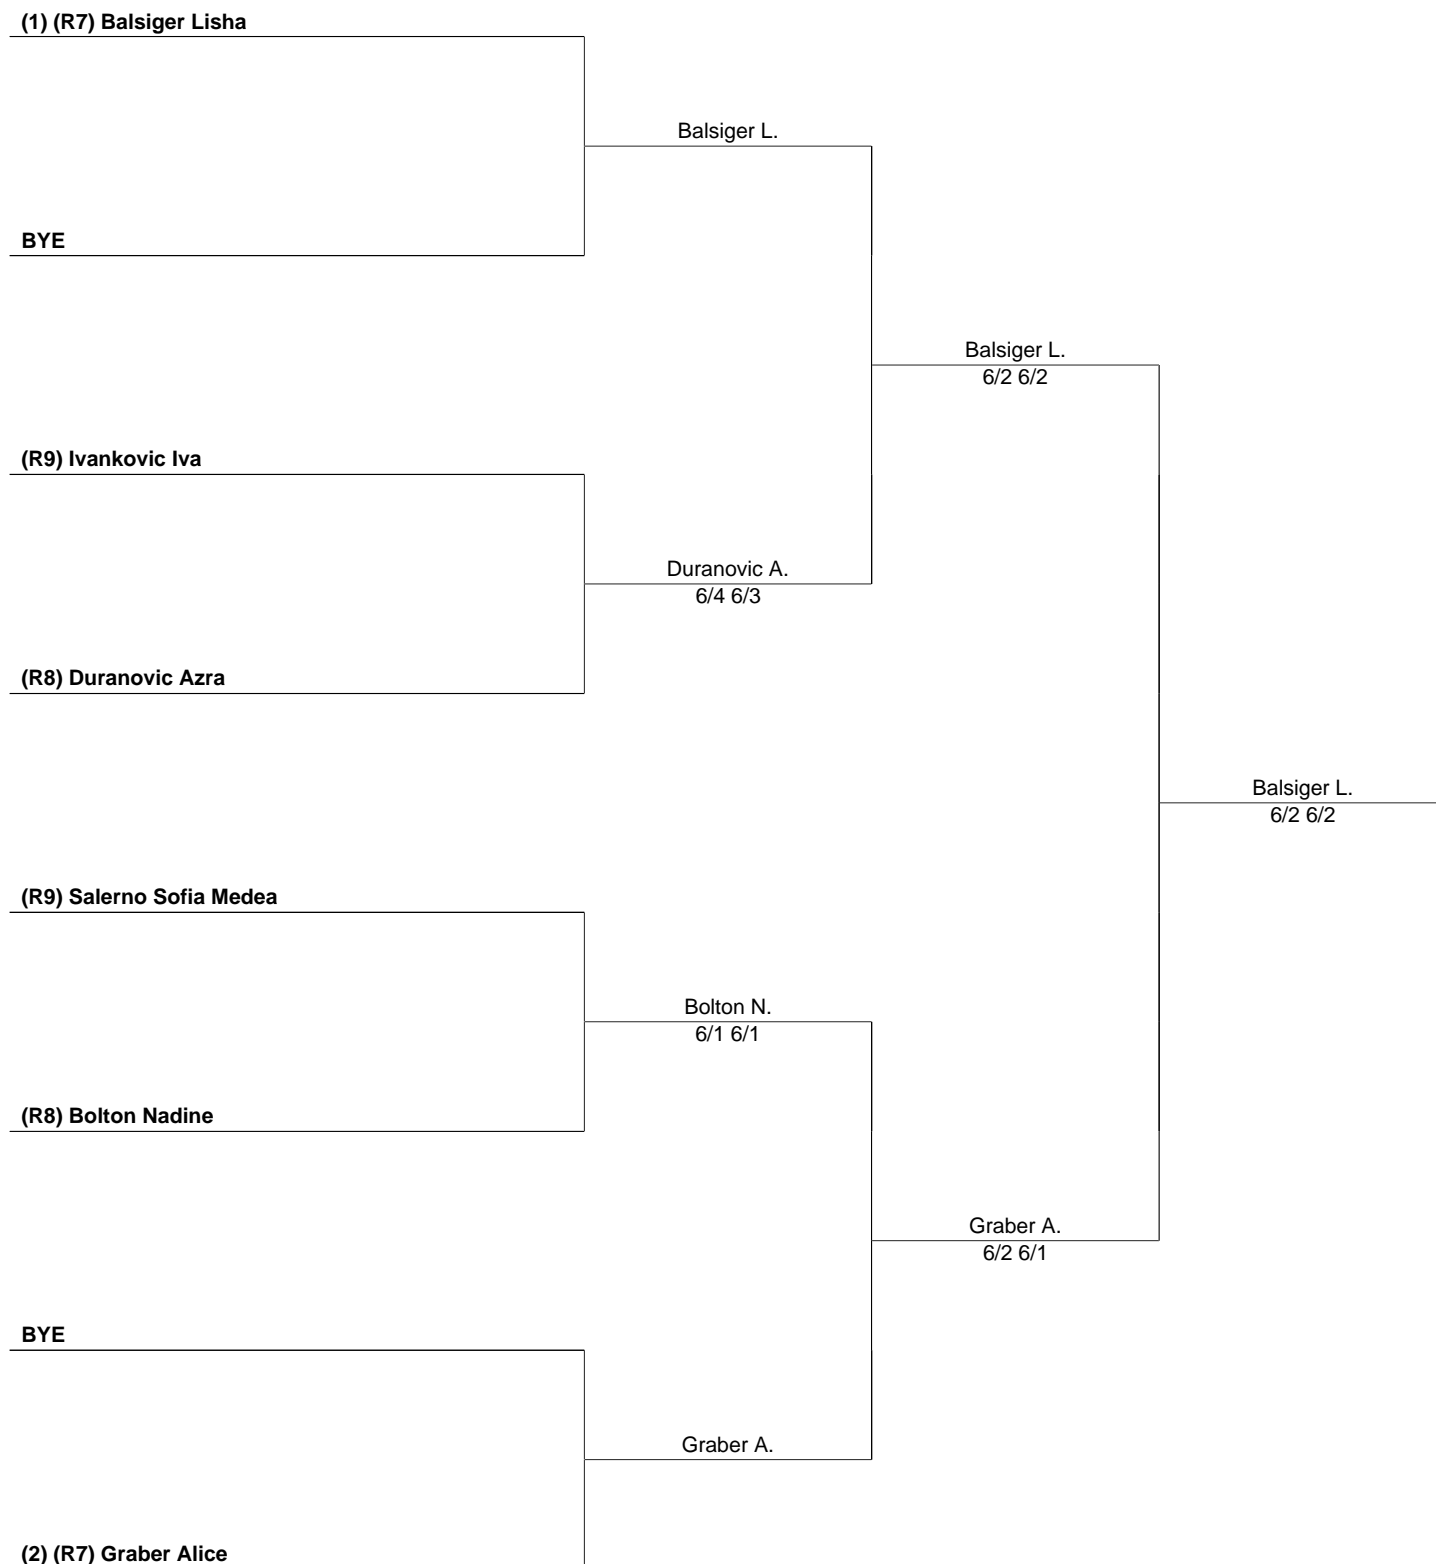 (1) (R7) Balsiger Lisha
Balsiger L.
BYE
Balsiger L.
6/2 6/2
(R9) Ivankovic Iva
Duranovic A.
6/4 6/3
(R8) Duranovic Azra
Balsiger L.
6/2 6/2
(R9) Salerno Sofia Medea
Bolton N.
6/1 6/1
(R8) Bolton Nadine
Graber A.
6/2 6/1
BYE
Graber A.
(2) (R7) Graber Alice